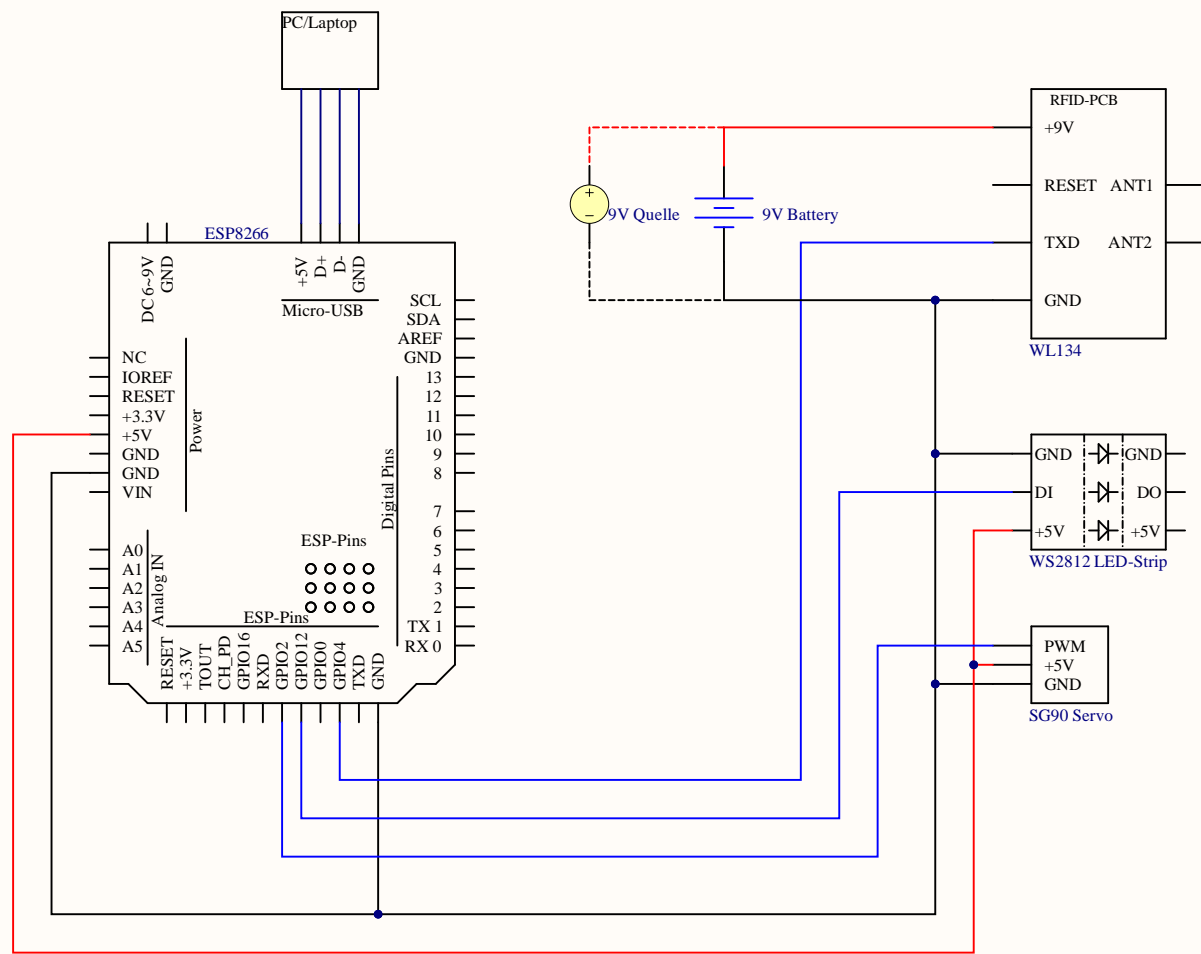 PC/Laptop
ESP8266
DC 6~9V
GND
+5V
D+
D-
GND
Micro-USB
NC
IOREF
RESET
+3.3V
+5V
GND
GND
VIN
Power
A0
A1
A2
A3
A4
A5
Analog IN
SCL
SDA
AREF
GND
13
12
11
10
9
8
7
6
5
4
3
2
TX 1
RX 0
Digital Pins
ESP-Pins
ESP-Pins
RESET
+3.3V
TOUT
CH_PD
GPIO16
RXD
GPIO2
GPIO12
GPIO0
GPIO4
TXD
GND
+
−
9V Quelle
9V Battery
RFID-PCB
+9V
RESET ANT1
TXD ANT2
GND
WL134
GND GND
DI DO
+5V +5V
WS2812 LED-Strip
PWM
+5V
GND
SG90 Servo